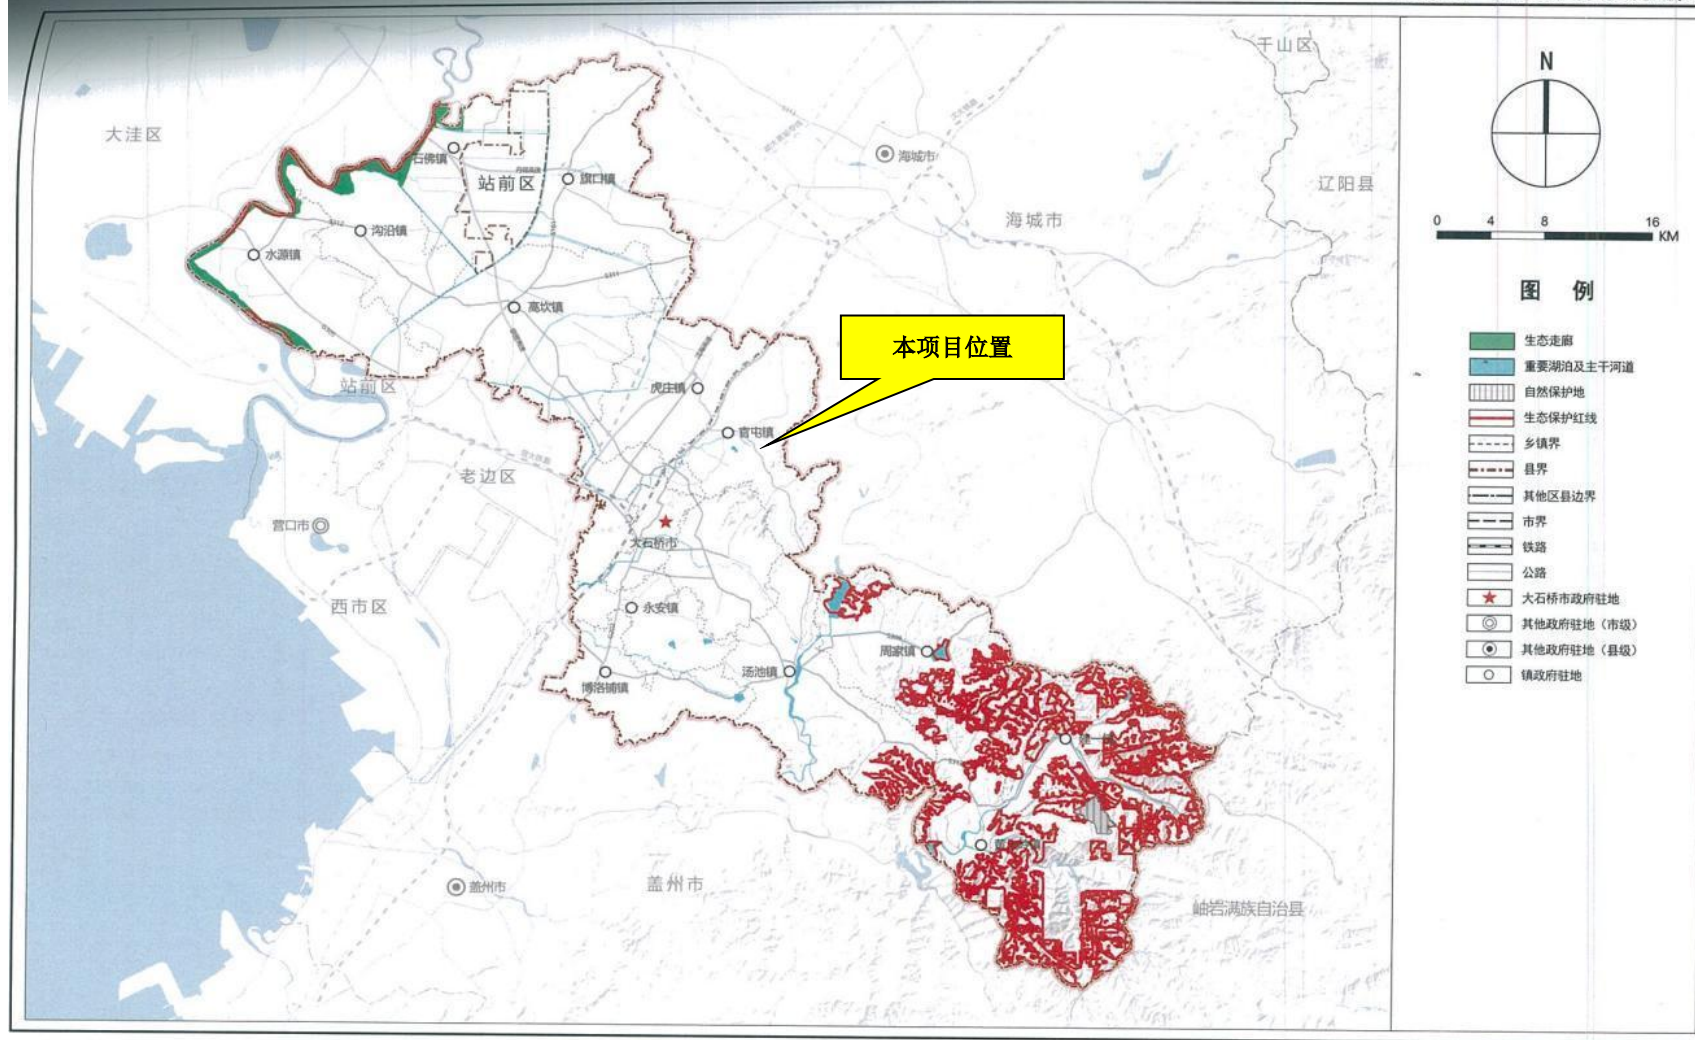 千山区
大洼区
石佛镇
站前区
旗口镇
海城市
海城市
辽阳县
沟沿镇
水源镇
高坎镇
本项目位置
站前区
虎庄镇
官屯镇
老边区
营口市
大石桥市
西市区
永安镇
周家镇
汤池镇
博洛铺镇
盖州市
盖州市
岫岩满族自治县
N
0 4 8 16
KM
图 例
生态走廊
重要湖泊及主干河道
自然保护地
生态保护红线
乡镇界
县界
其他区县边界
市界
铁路
公路
大石桥市政府驻地
其他政府驻地（市级）
其他政府驻地（县级）
镇政府驻地